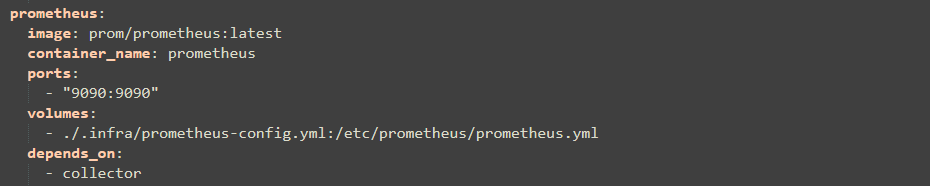 prometheus:
  image: prom/prometheus:latest
  container_name: prometheus
  ports:
    - "9090:9090"
  volumes:
    - ./.infra/prometheus-config.yml:/etc/prometheus/prometheus.yml
  depends_on:
    - collector